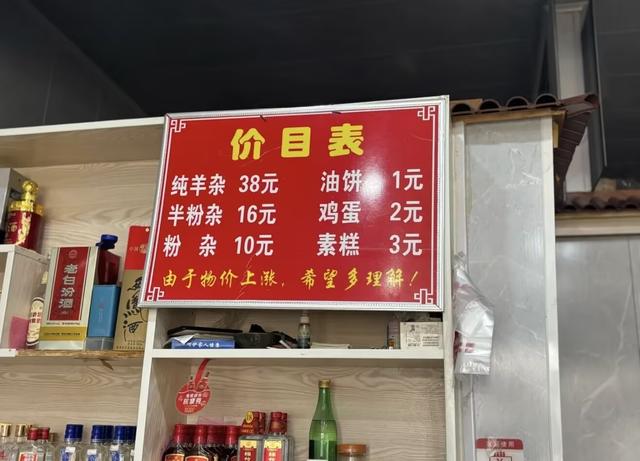 价目表
纯羊杂 38元 油饼 1元
半粉杂 16元 鸡蛋 2元
粉 杂 10元 素糕 3元
由于物价上涨，希望多理解！
老白汾酒